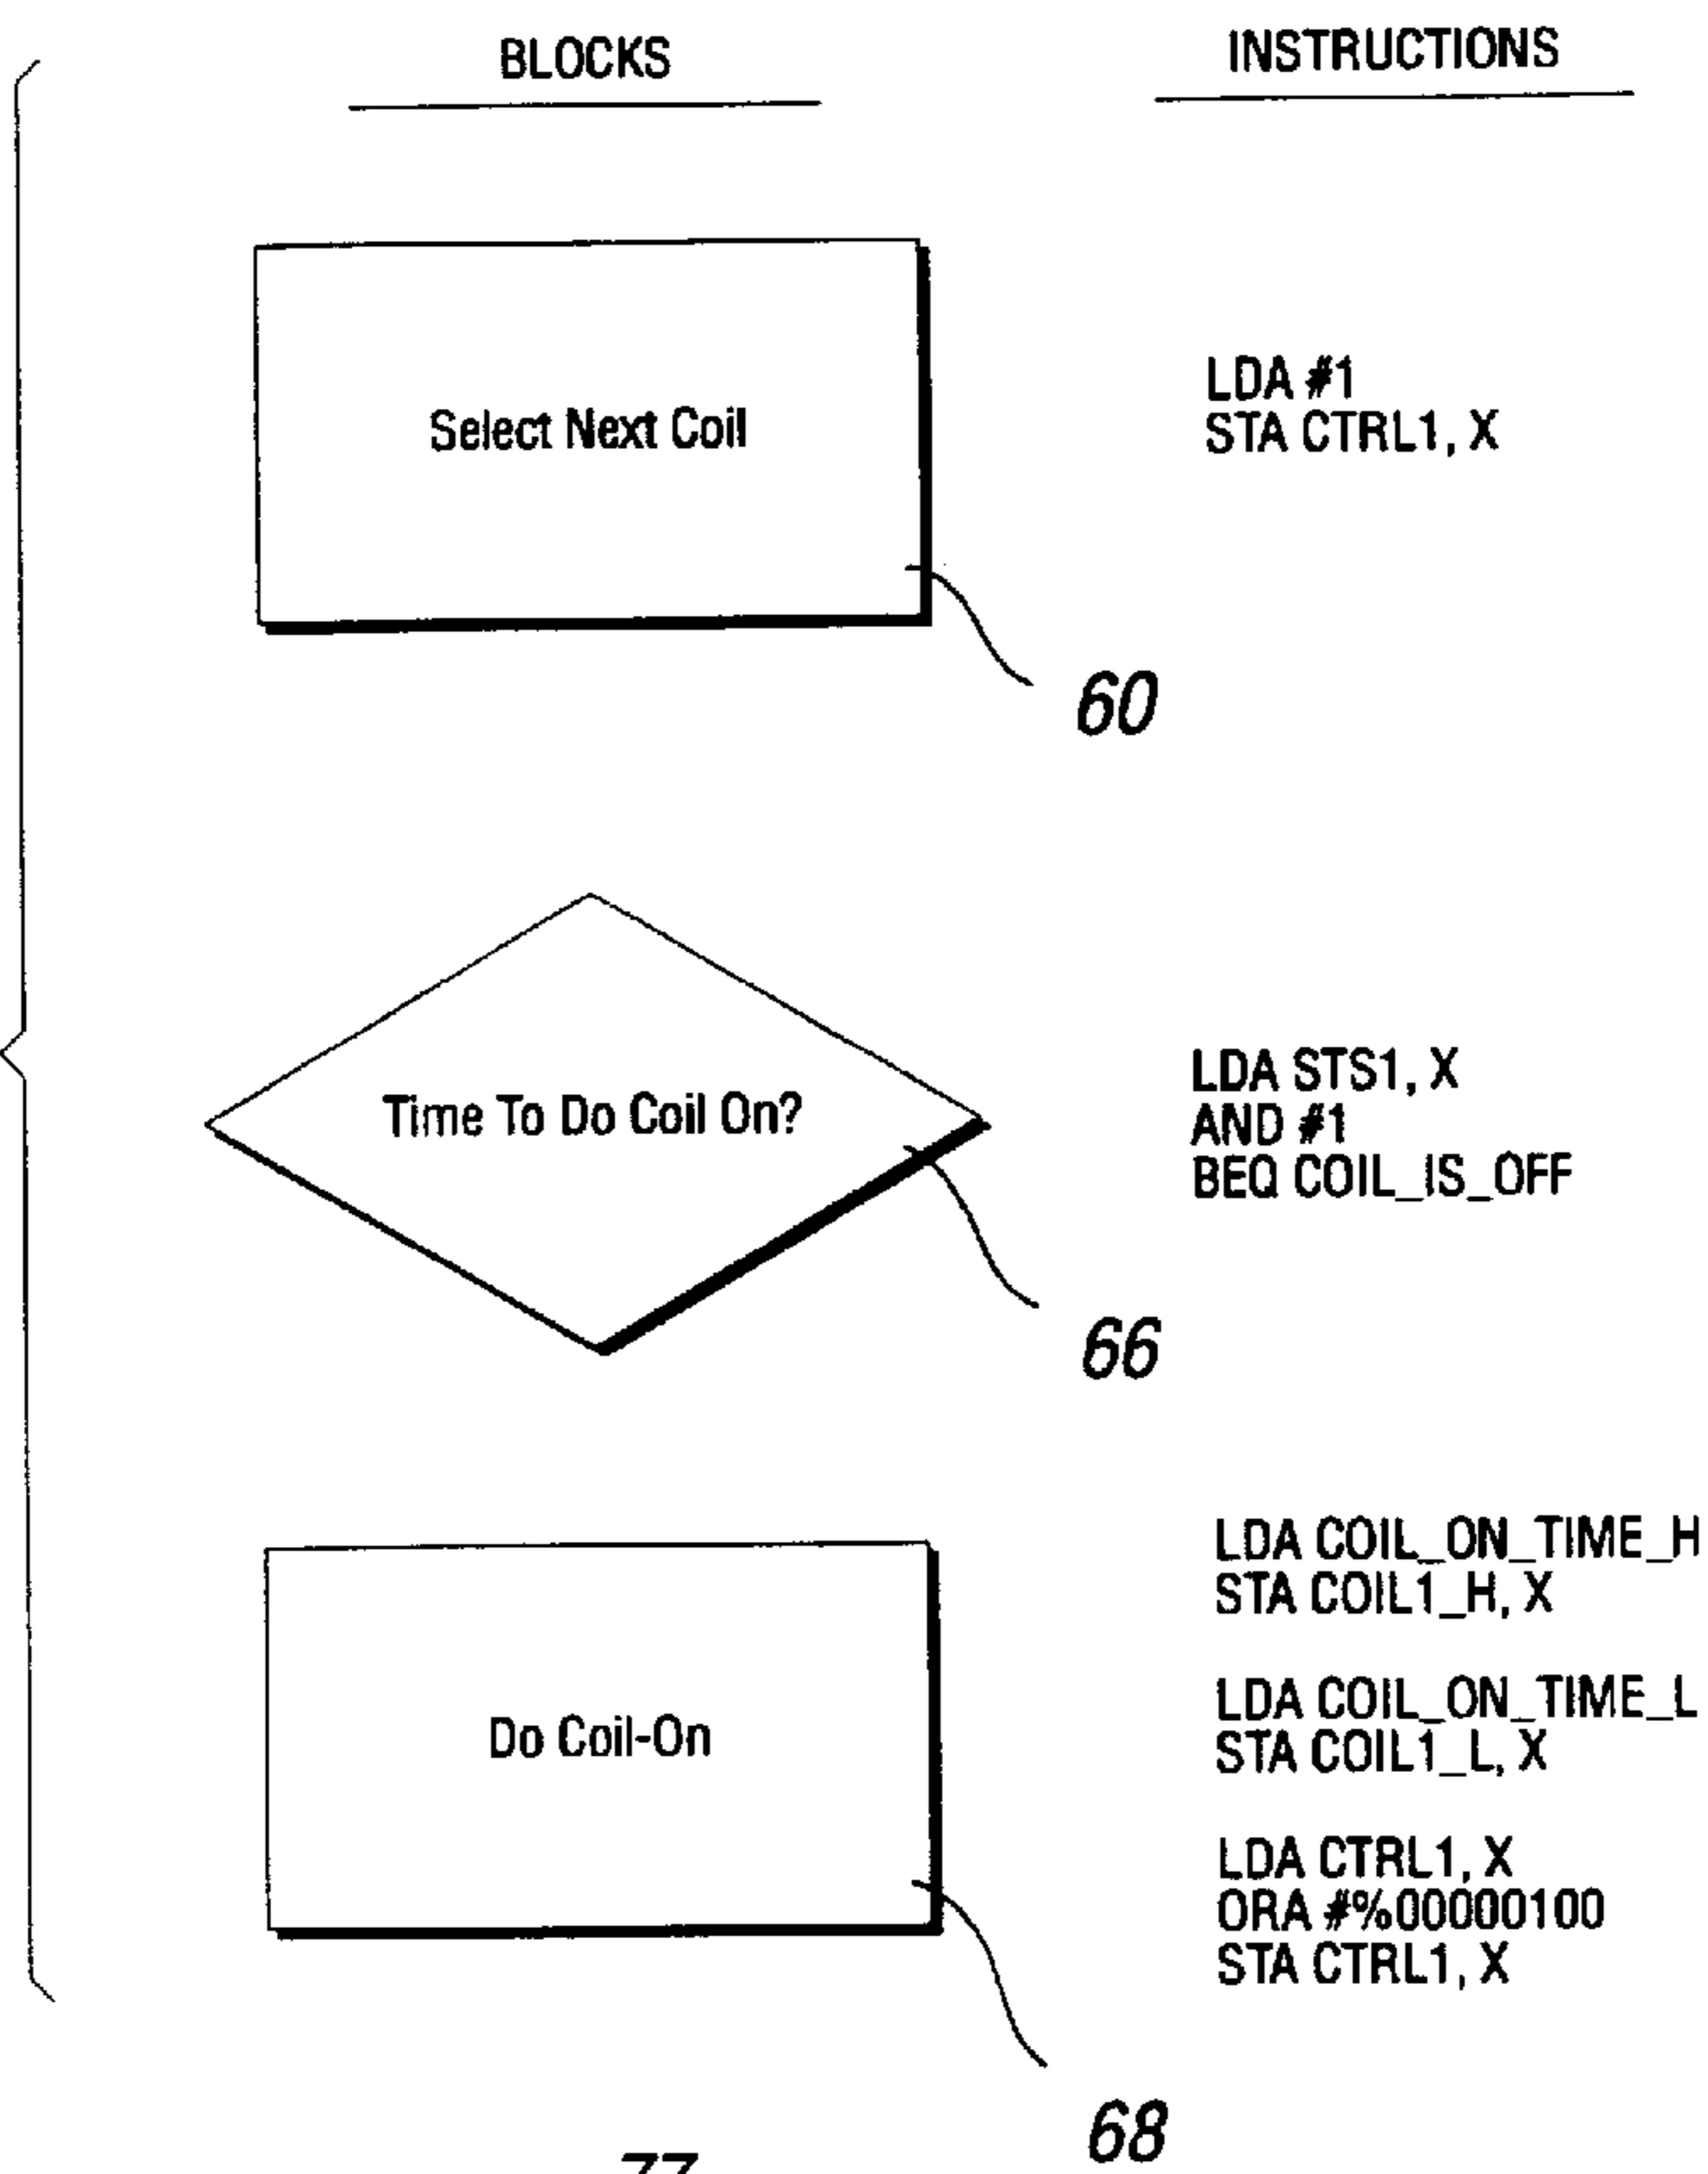 BLOCKS
INSTRUCTIONS
Select Next Coil
LDA #1
STA CTRL1, X
60
Time To Do Coil On?
LDA STS1, X
AND #1
BEQ COIL_IS_OFF
66
Do Coil-On
LDA COIL_ON_TIME_H
STA COIL1_H, X
LDA COIL_ON_TIME_L
STA COIL1_L, X
LDA CTRL1, X
ORA #%00000100
STA CTRL1, X
68